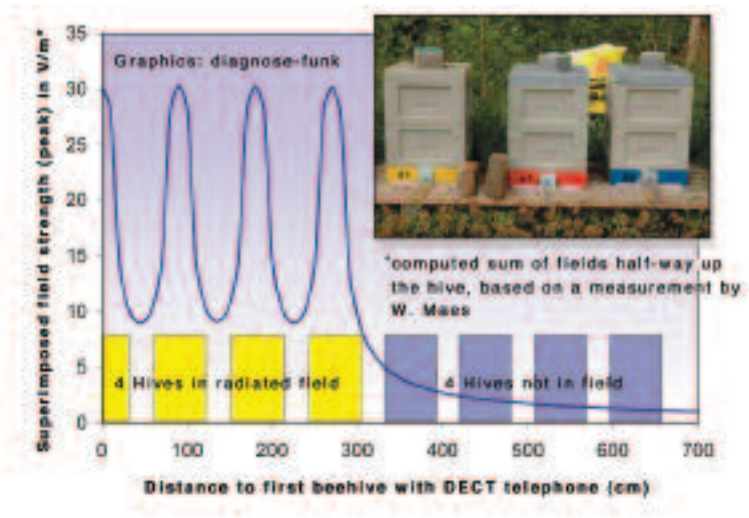 Superimposed field strength (peak) in V/m*
35
30
25
20
15
10
5
0
Graphics: diagnose-funk
*computed sum of fields half-way up
the hive, based on a measurement by
W. Maes
4 Hives in radiated field
4 Hives not in field
0 100 200 300 400 500 600 700
Distance to first beehive with DECT telephone (cm)